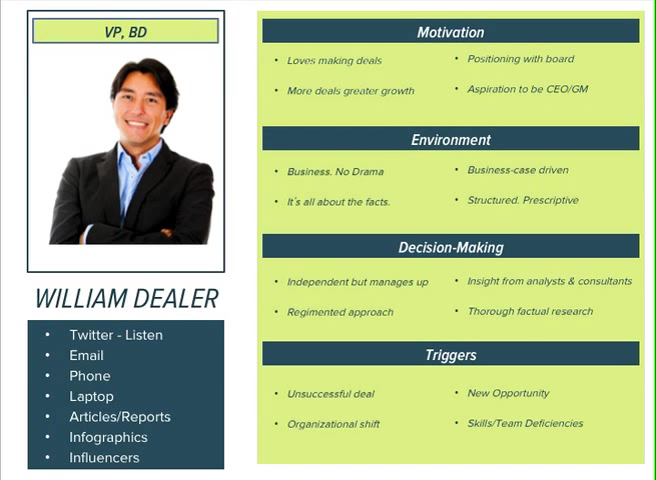 VP, BD
WILLIAM DEALER
• Twitter - Listen
• Email
• Phone
• Laptop
• Articles/Reports
• Infographics
• Influencers
Motivation
• Loves making deals
• Positioning with board
• More deals greater growth
• Aspiration to be CEO/GM
Environment
• Business. No Drama
• Business-case driven
• It's all about the facts.
• Structured. Prescriptive
Decision-Making
• Independent but manages up
• Insight from analysts & consultants
• Regimented approach
• Thorough factual research
Triggers
• Unsuccessful deal
• New Opportunity
• Organizational shift
• Skills/Team Deficiencies